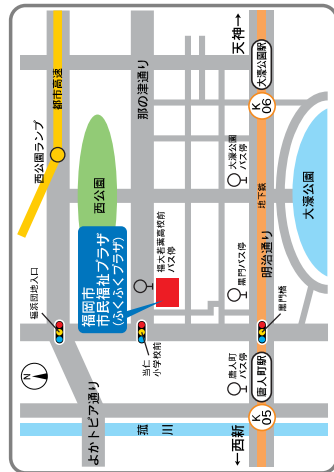 天神→
大濠公園駅
K
06
那の津通り
都市高速
西公園ランプ
大濠公園
バス停
地下鉄
大濠公園
西公園
福岡市
市民福祉プラザ
(ふくふくプラザ)
福大若葉高校前
バス停
黒門バス停
明治通り
福浜団地入口
当仁
小学校前
黒門橋
N
唐人町
バス停
唐人町駅
よかトピア通り
菰川
K
05
←西新